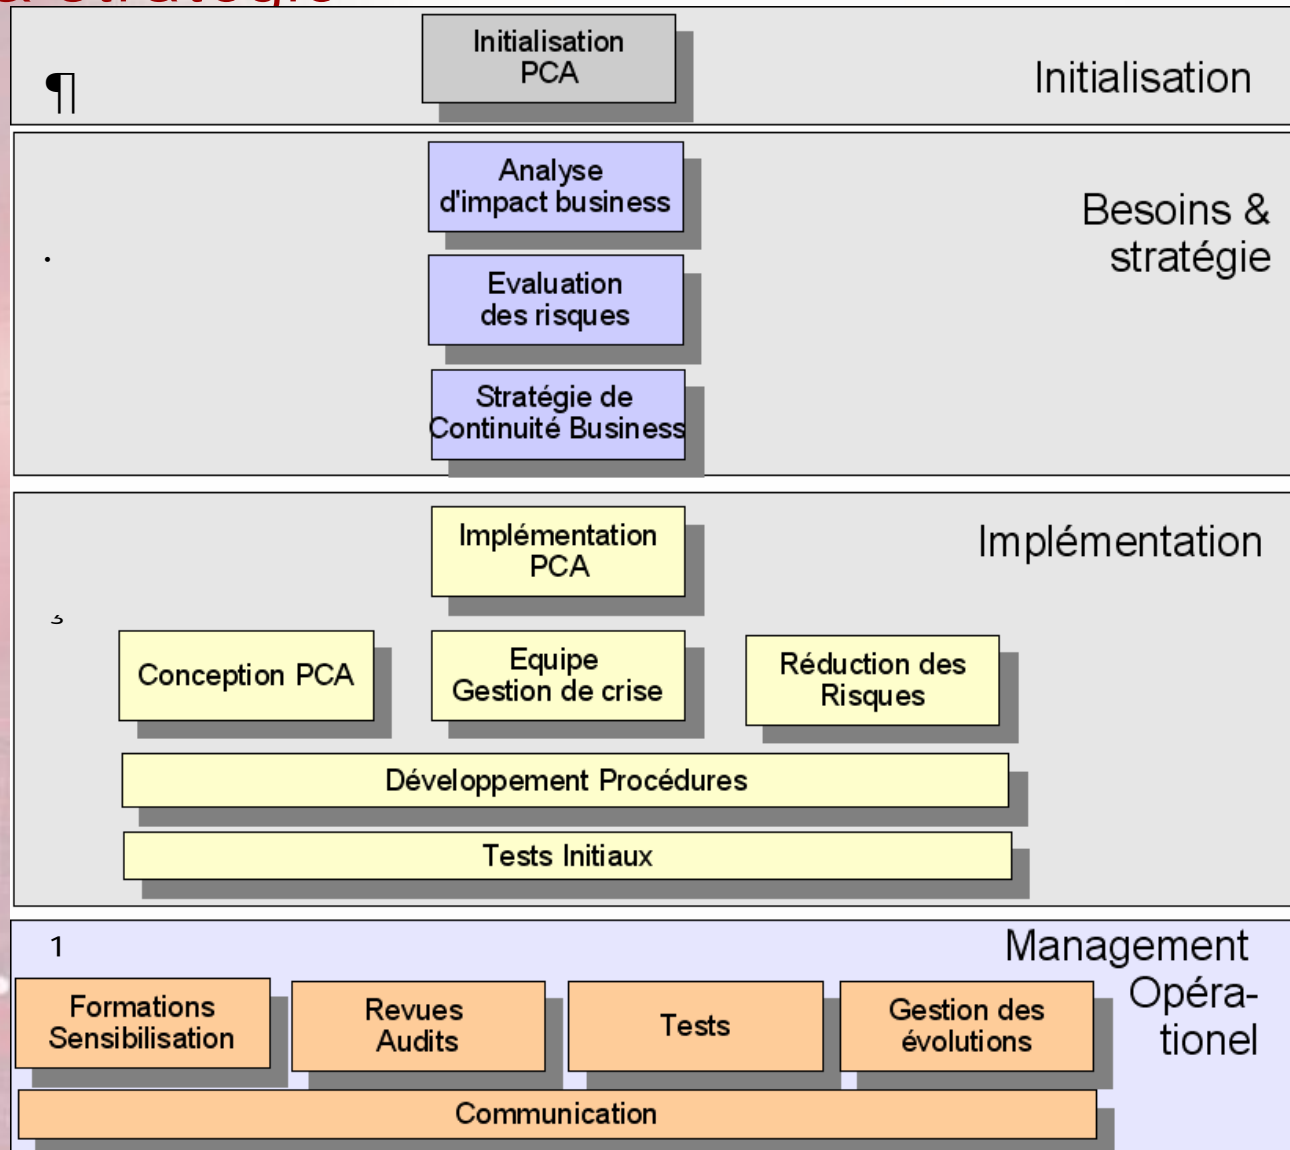 Initialisation
PCA
Initialisation
¶
Analyse
d'impact business
Besoins &
stratégie
.
Evaluation
des risques
Stratégie de
Continuité Business
Implémentation
PCA
Implémentation
Conception PCA
Equipe
Gestion de crise
Réduction des
Risques
Développement Procédures
Tests Initiaux
1
Management
Opéra-
tionel
Formations
Sensibilisation
Revues
Audits
Tests
Gestion des
évolutions
Communication